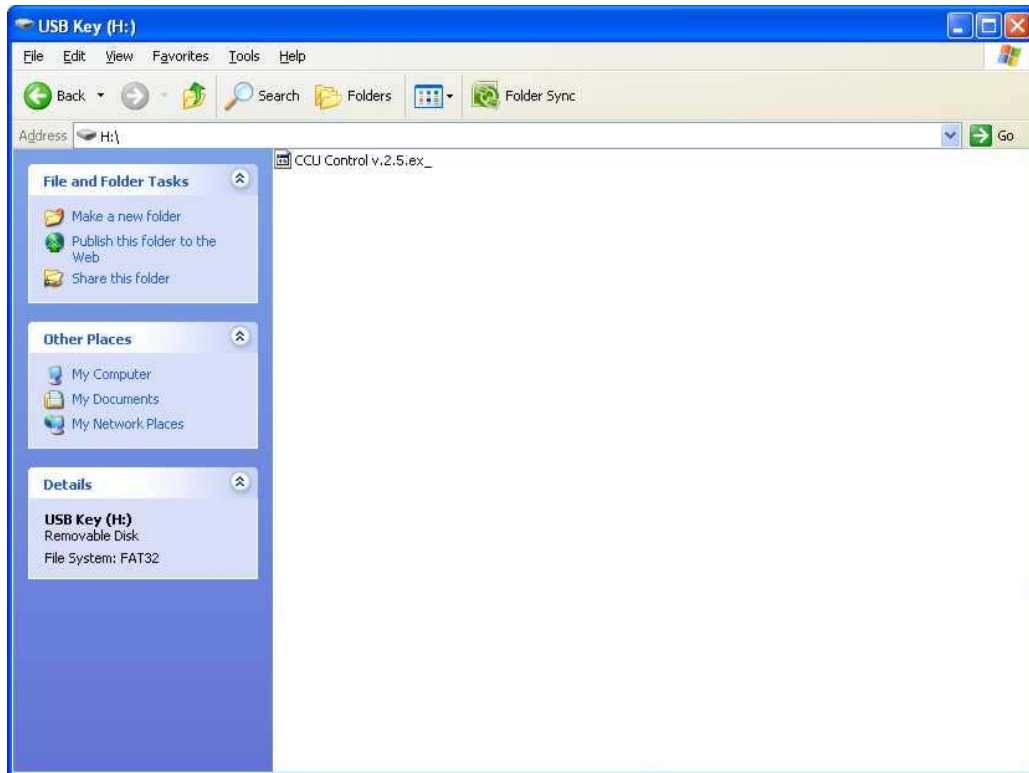 USB Key (H:)
File Edit View Favorites Tools Help
Back Search Folders Folder Sync
Address H:\ Go
CCU Control v.2.5.ex_
File and Folder Tasks
Make a new folder
Publish this folder to the
Web
Share this folder
Other Places
My Computer
My Documents
My Network Places
Details
USB Key (H:)
Removable Disk
File System: FAT32